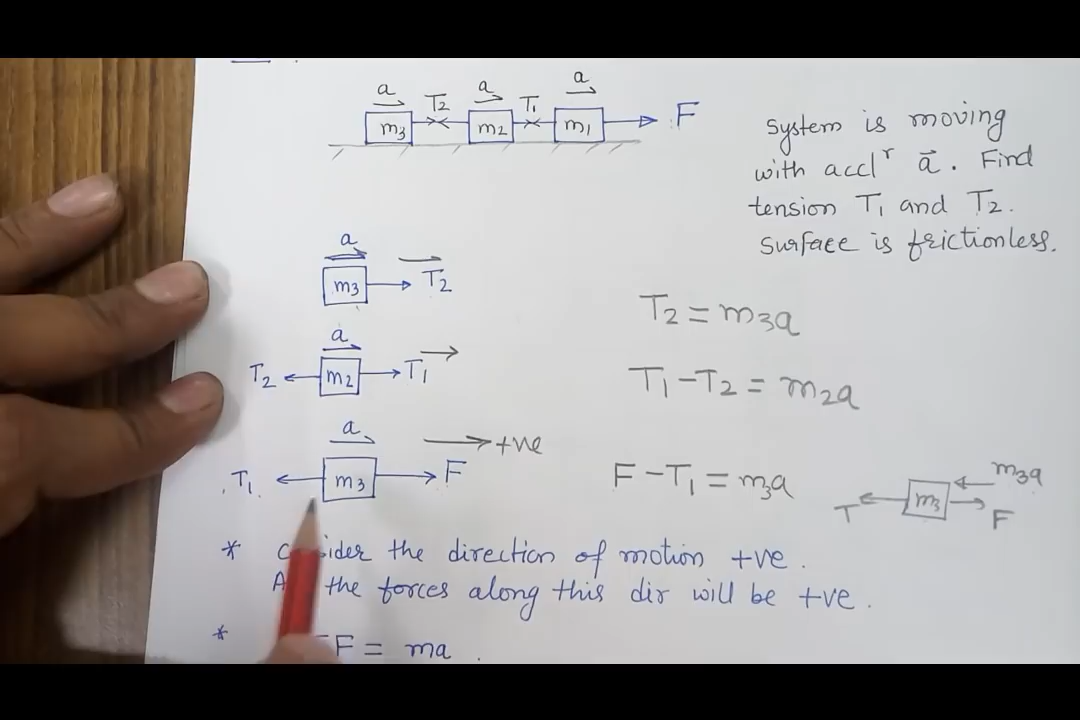 a
a
a
T2
T1
m3
m2
m1
F
System is moving
with acclr a⃗. Find
tension T1 and T2.
Surface is frictionless.
a
m3
T2
T2 = m3a
a
T2
m2
T1
T1 - T2 = m2a
a
+ve
T1
m3
F
F - T1 = m3a
m3a
T
m3
F
* the direction of motion +ve.
the forces along this dir will be +ve.
*
F = ma.